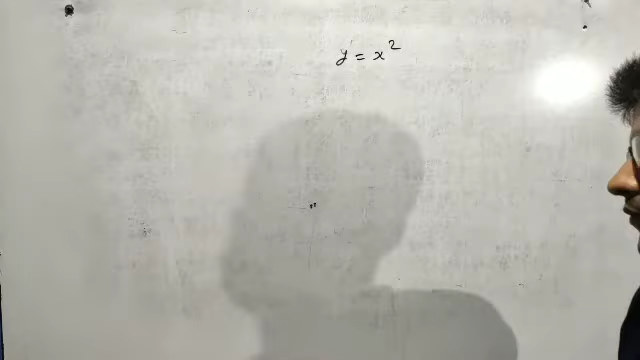 y = x²